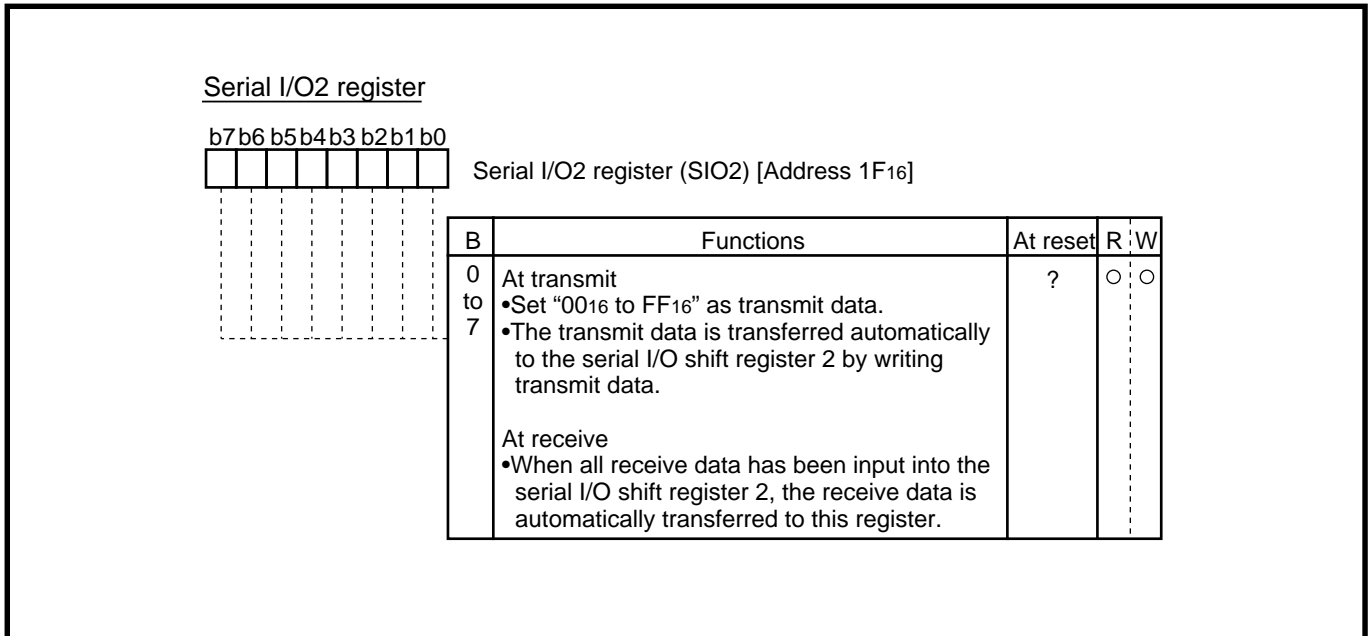 Serial I/O2 register
b7 b6 b5 b4 b3 b2 b1 b0
Serial I/O2 register (SIO2) [Address 1F16]
B Functions At reset R W
0 to 7
At transmit ? ○ ○
•Set “0016 to FF16” as transmit data.
•The transmit data is transferred automatically
to the serial I/O shift register 2 by writing
transmit data.
At receive
•When all receive data has been input into the
serial I/O shift register 2, the receive data is
automatically transferred to this register.